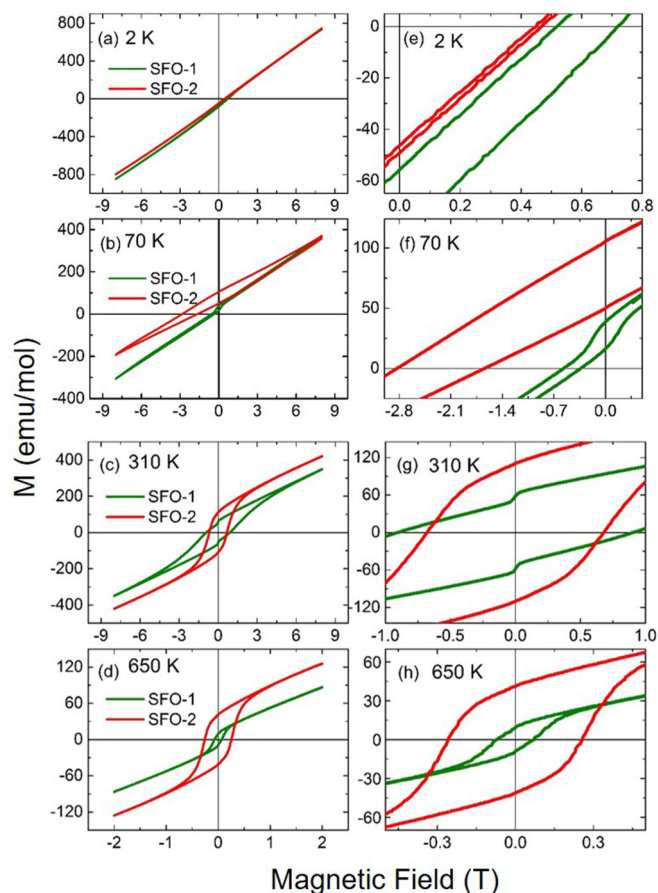 M (emu/mol)
(a) 2 K
SFO-1
SFO-2
800
400
0
-400
-800
-9 -6 -3 0 3 6 9
(e) 2 K
0
-20
-40
-60
0.0 0.2 0.4 0.6 0.8
(b) 70 K
SFO-1
SFO-2
400
200
0
-200
-400
-9 -6 -3 0 3 6 9
(f) 70 K
100
50
0
-2.8 -2.1 -1.4 -0.7 0.0
(c) 310 K
SFO-1
SFO-2
400
200
0
-200
-400
-9 -6 -3 0 3 6 9
(g) 310 K
120
60
0
-60
-120
-1.0 -0.5 0.0 0.5 1.0
(d) 650 K
SFO-1
SFO-2
120
60
0
-60
-120
-2 -1 0 1 2
(h) 650 K
60
30
0
-30
-60
-0.3 0.0 0.3
Magnetic Field (T)